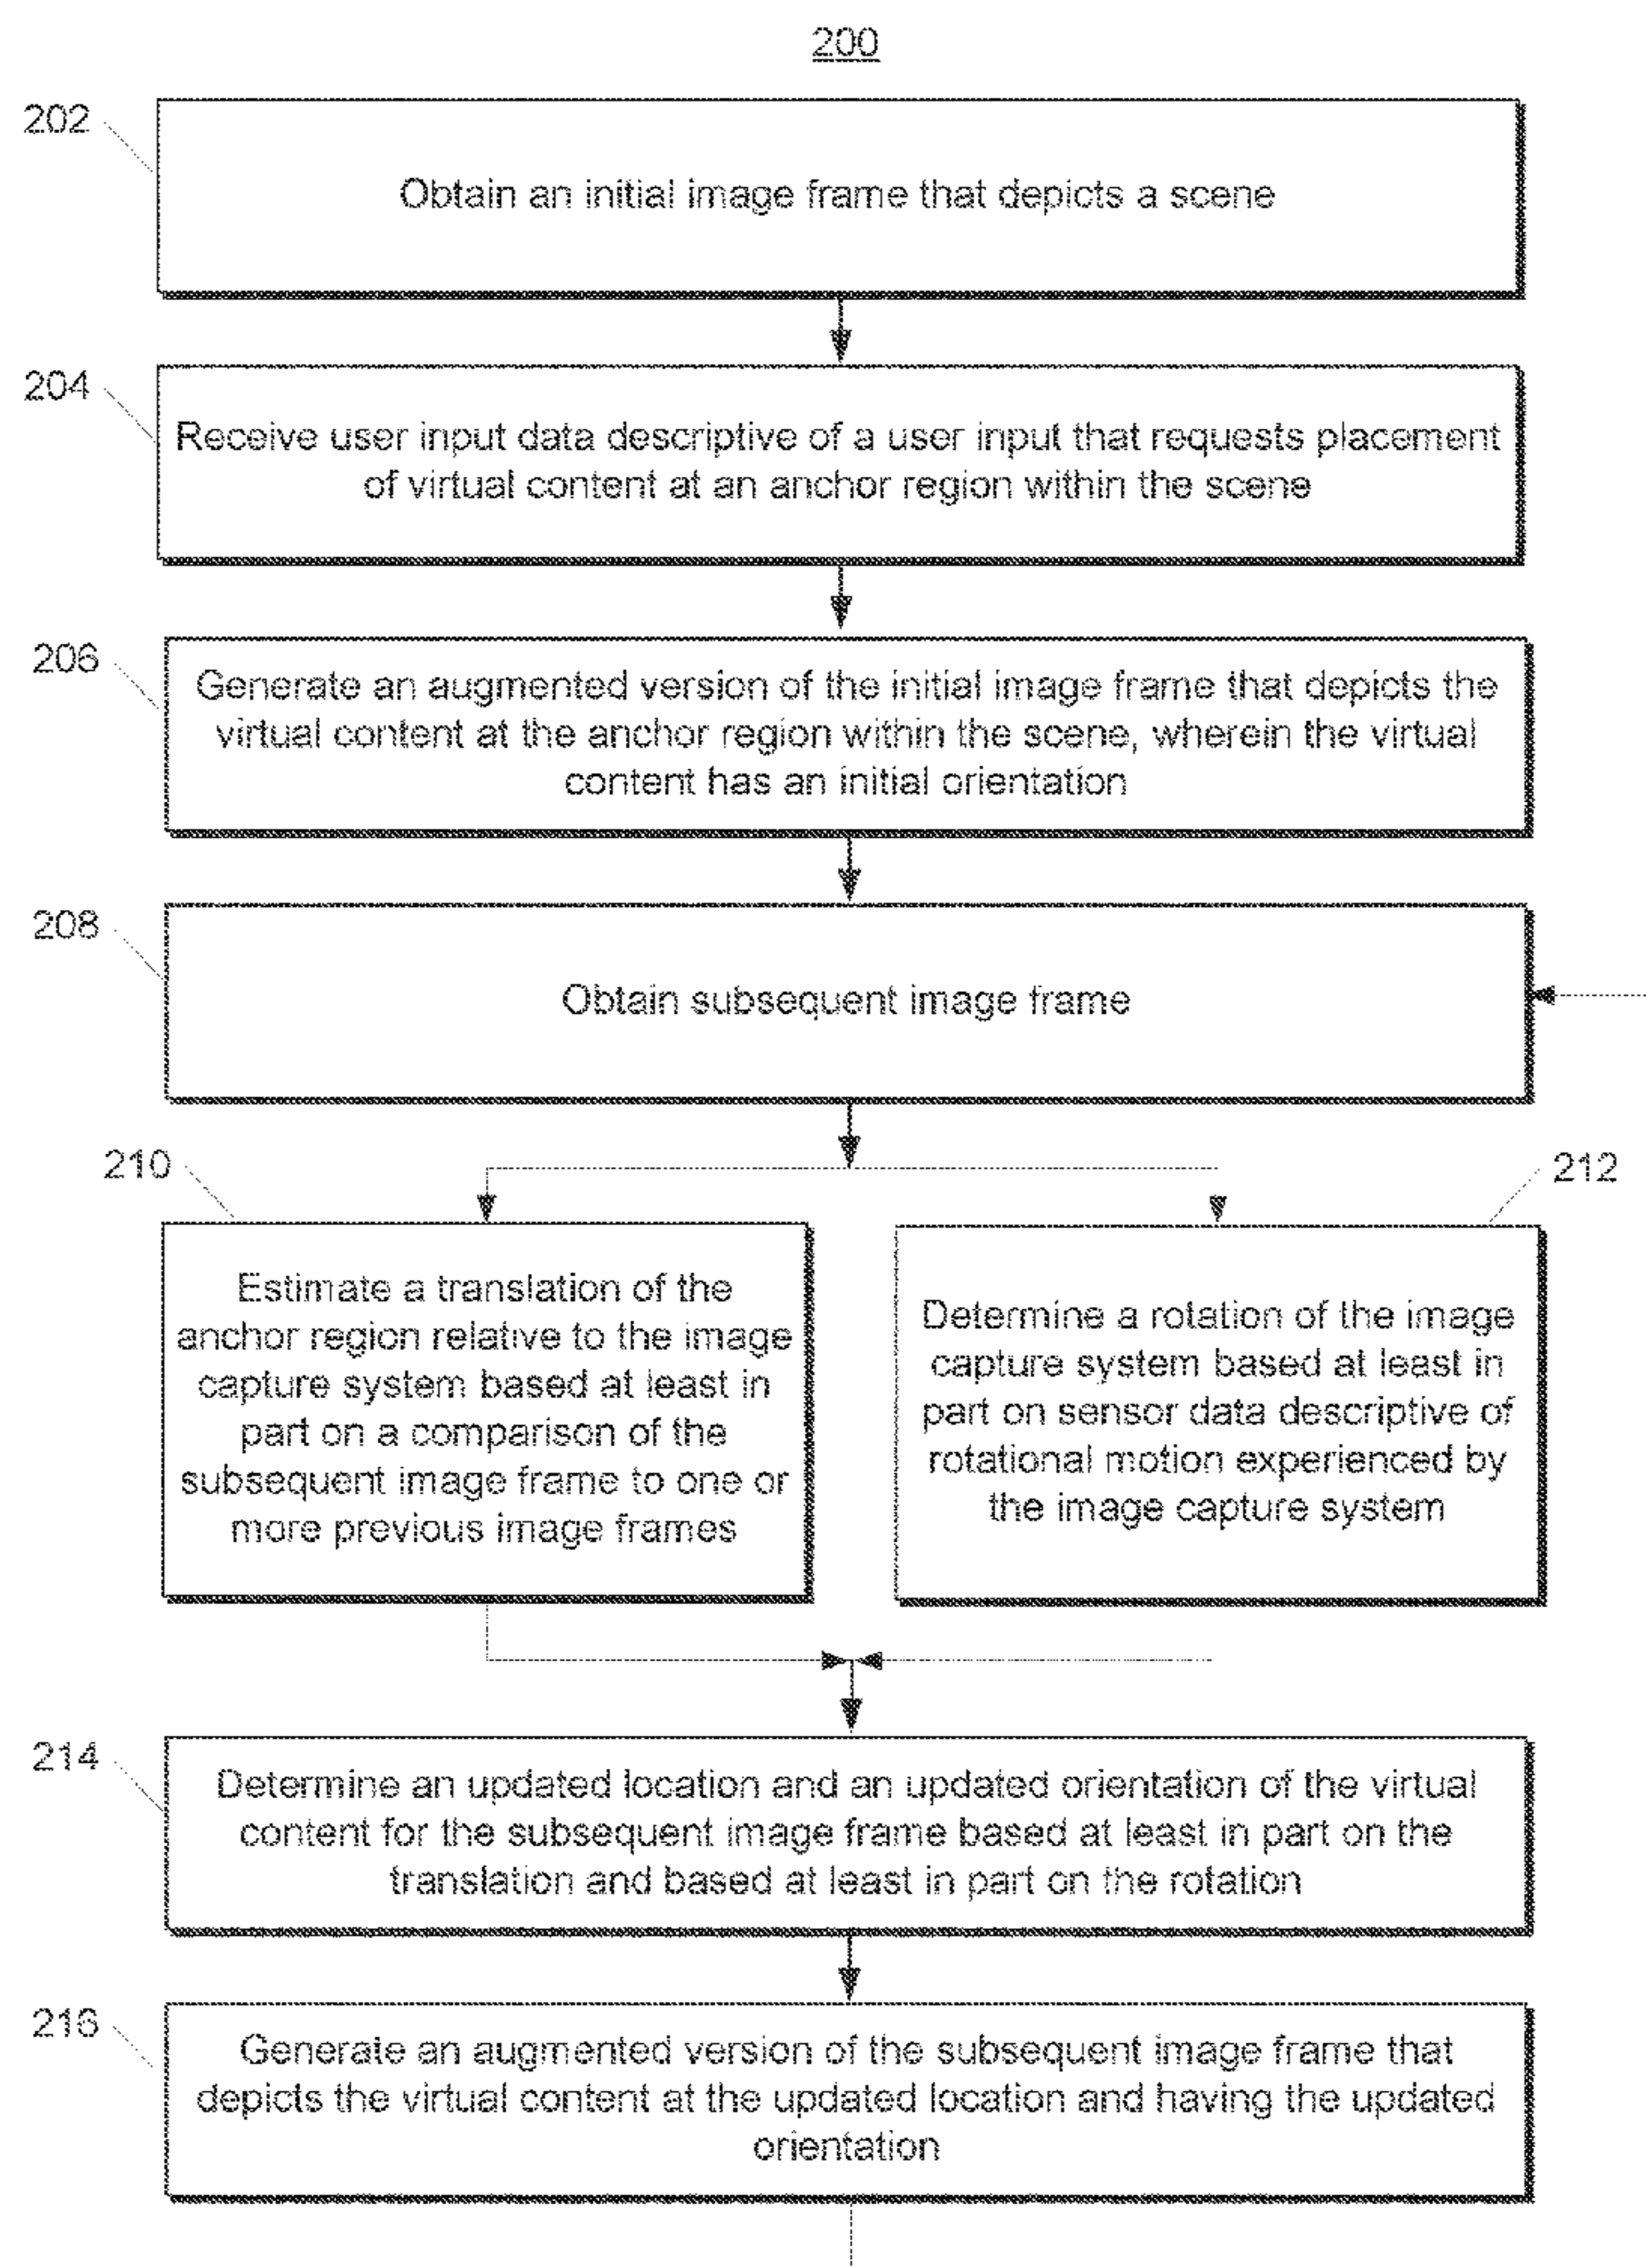 200
202
Obtain an initial image frame that depicts a scene
204
Receive user input data descriptive of a user input that requests placement
of virtual content at an anchor region within the scene
206
Generate an augmented version of the initial image frame that depicts the
virtual content at the anchor region within the scene, wherein the virtual
content has an initial orientation
208
Obtain subsequent image frame
210
Estimate a translation of the
anchor region relative to the image
capture system based at least in
part on a comparison of the
subsequent image frame to one or
more previous image frames
212
Determine a rotation of the image
capture system based at least in
part on sensor data descriptive of
rotational motion experienced by
the image capture system
214
Determine an updated location and an updated orientation of the virtual
content for the subsequent image frame based at least in part on the
translation and based at least in part on the rotation
216
Generate an augmented version of the subsequent image frame that
depicts the virtual content at the updated location and having the updated
orientation